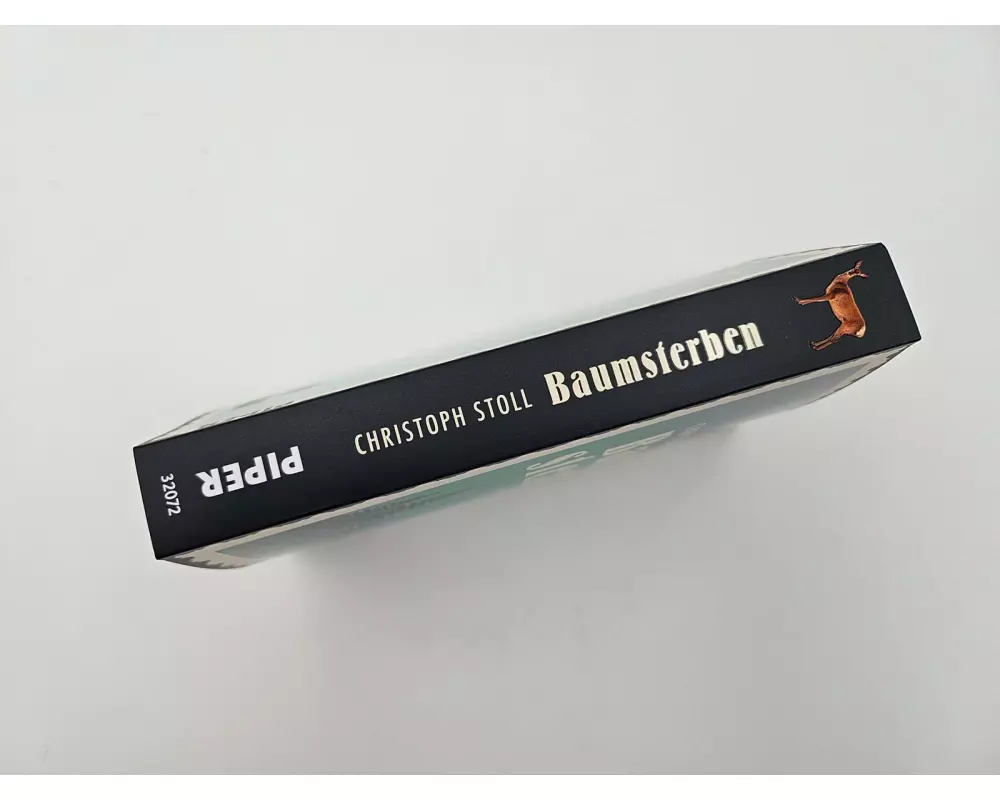 CHRISTOPH STOLL Baumsterben
PIPER
32072